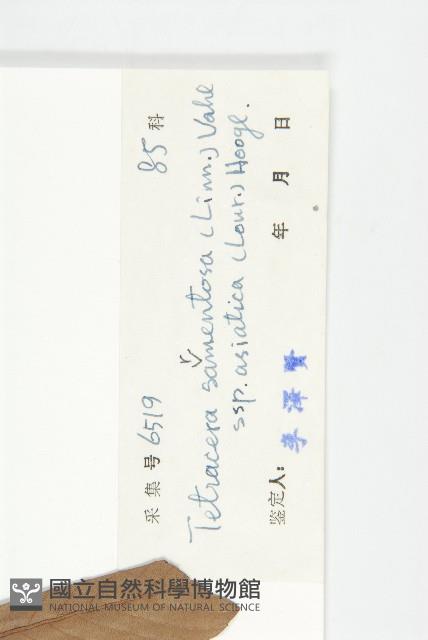 采集号 6519 85 科
Tetracera sarmentosa (Linn.) Vahl
ssp. asiatica (Lour.) Hoogl.
鉴定人: 李泽贤 年 月 日
國立自然科學博物館
NATIONAL MUSEUM OF NATURAL SCIENCE